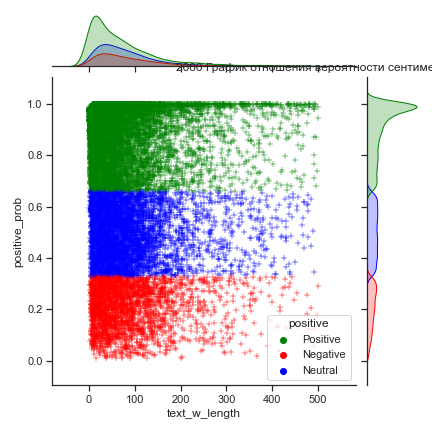 2000 График отношения вероятности сентиме
1.0
0.8
0.6
0.4
0.2
0.0
positive_prob
0 100 200 300 400 500
text_w_length
positive
Positive
Negative
Neutral